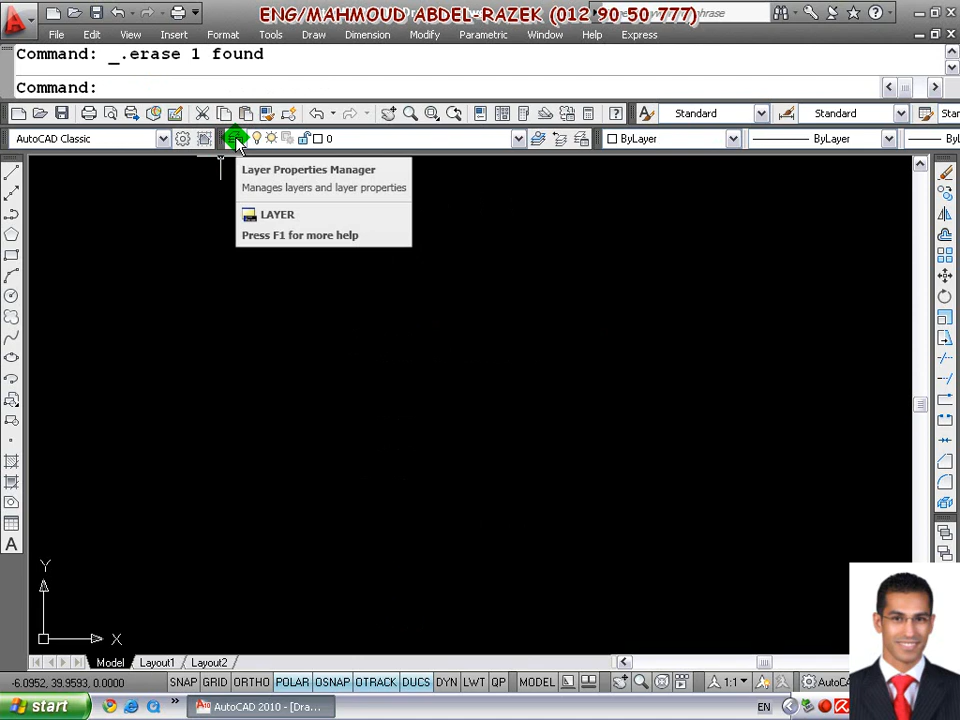 ENG/MAHMOUD ABDEL-RAZEK (012 90 50 777)
phrase
File Edit View Insert Format Tools Draw Dimension Modify Parametric Window Help Express
Command: _.erase 1 found
Command:
Standard
Standard
Standar
AutoCAD Classic
0
ByLayer
ByLayer
Layer Properties Manager
Manages layers and layer properties
LAYER
Press F1 for more help
A
Y
X
Model Layout1 Layout2
-6.0952, 39.9593, 0.0000 SNAP GRID ORTHO POLAR OSNAP OTRACK DUCS DYN LWT QP MODEL 1:1 AutoCA
start
AutoCAD 2010 - [Dra...
EN